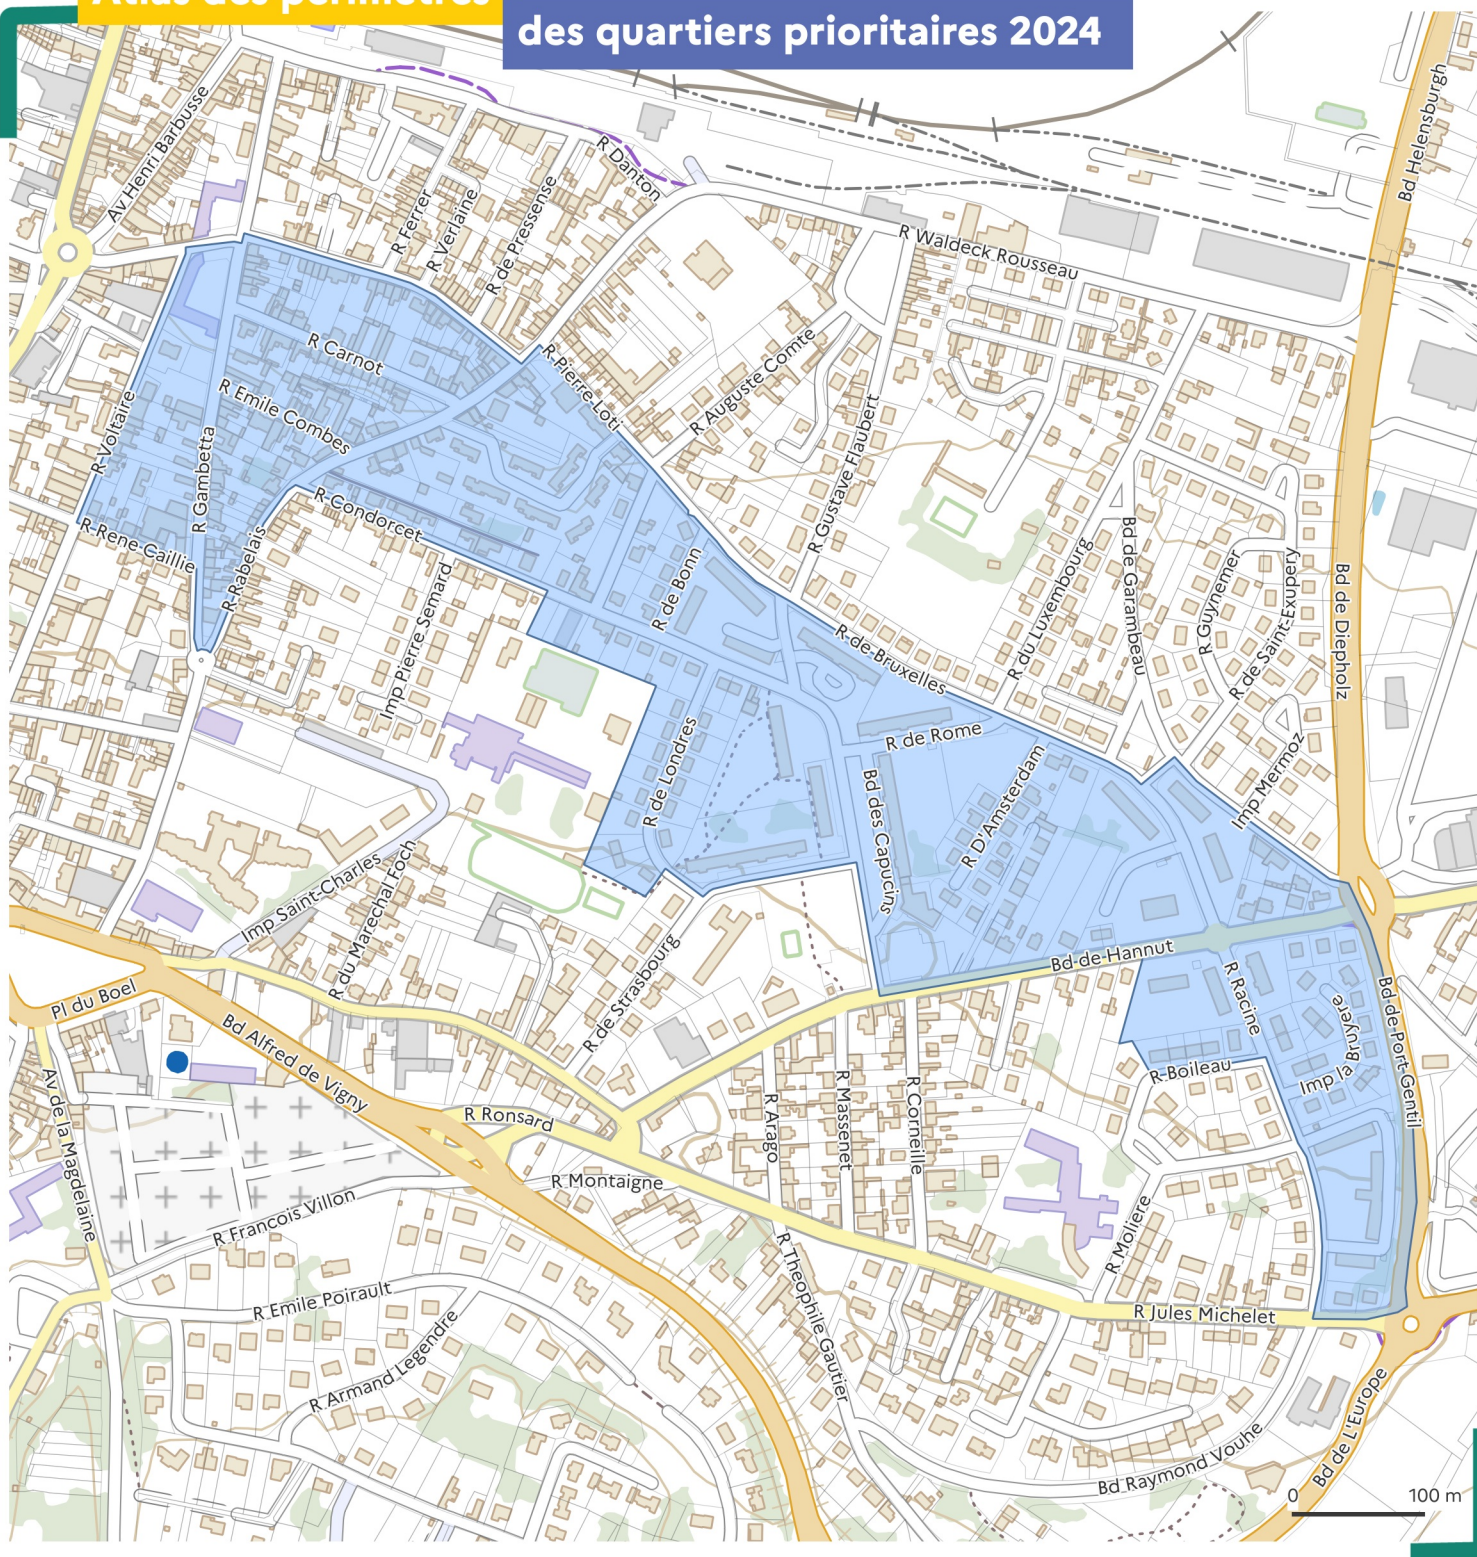 Atlas des périmètres
des quartiers prioritaires 2024
Av Henri Barbusse
R Danton
R Ferrer
R Verlaine
R de Pressense
Bd Helensburgh
R Waldeck Rousseau
R Carnot
R Pierre Loti
R Auguste Comte
R Emile Combes
R Voltaire
R Gambetta
R Gustave Flaubert
R Condorcet
R Rene Caillie
R Rabelais
R de Bonn
Imp Pierre Semard
R du Luxembourg
Bd de Garambeau
R Guynemer
R de Saint-Exupery
Bd de Diepholz
R de Bruxelles
R de Rome
R de Londres
Bd des Capucins
R D'Amsterdam
Imp Mermoz
Imp Saint-Charles
R du Marechal Foch
R de Strasbourg
Bd de Hannut
R Racine
Imp la Bruyère
Bd de Port Gentil
Pl du Boel
Bd Alfred de Vigny
R Boileau
Av de la Magdelaine
R Ronsard
R Arago
R Massenet
R Corneille
R Montaigne
R Francois Villon
R Moliere
R Theophile Gautier
R Emile Poirault
R Armand Legendre
R Jules Michelet
Bd de L'Europe
Bd Raymond Vouhe
0 100 m